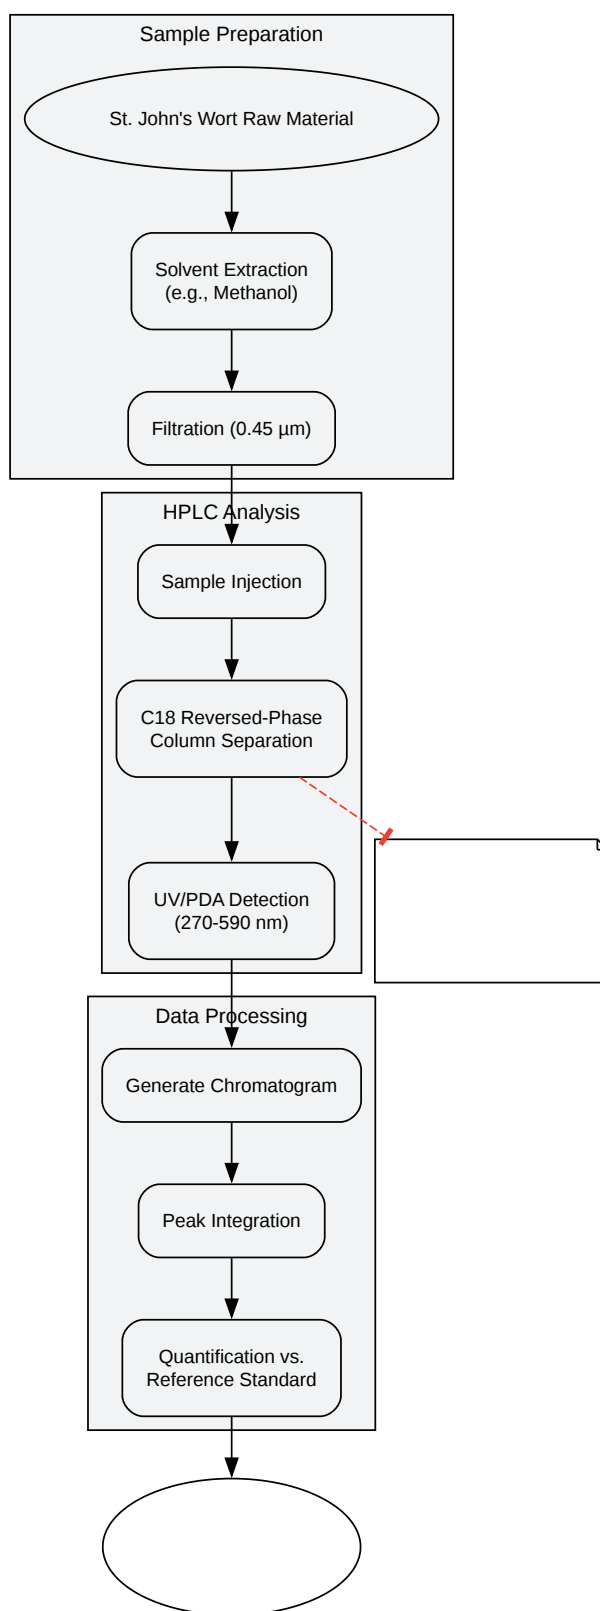 Sample Preparation
St. John's Wort Raw Material
Solvent Extraction
(e.g., Methanol)
Filtration (0.45 µm)
HPLC Analysis
Sample Injection
C18 Reversed-Phase
Column Separation
UV/PDA Detection
(270-590 nm)
Data Processing
Generate Chromatogram
Peak Integration
Quantification vs.
Reference Standard